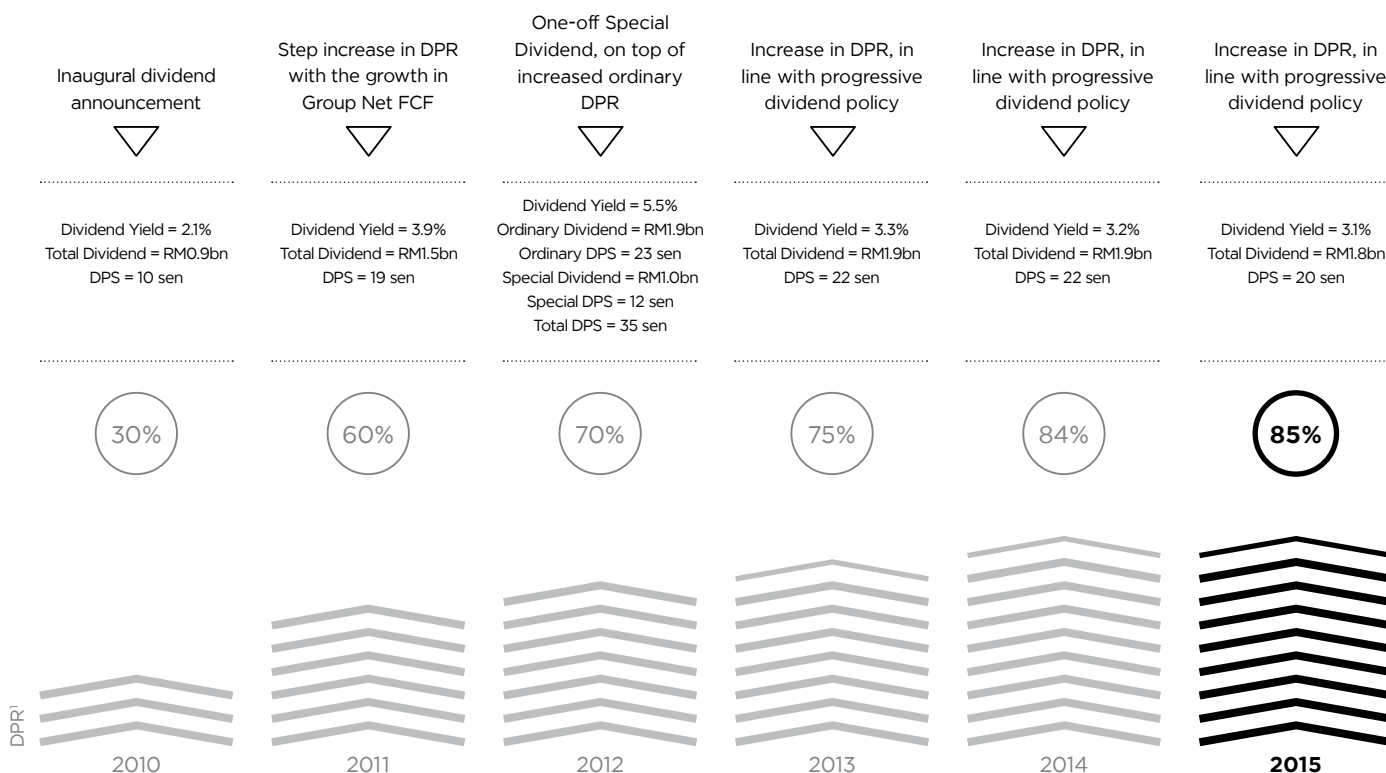 Inaugural dividend
announcement
Step increase in DPR
with the growth in
Group Net FCF
One-off Special
Dividend, on top of
increased ordinary
DPR
Increase in DPR, in
line with progressive
dividend policy
Increase in DPR, in
line with progressive
dividend policy
Increase in DPR, in
line with progressive
dividend policy
Dividend Yield = 2.1%
Total Dividend = RM0.9bn
DPS = 10 sen
Dividend Yield = 3.9%
Total Dividend = RM1.5bn
DPS = 19 sen
Dividend Yield = 5.5%
Ordinary Dividend = RM1.9bn
Ordinary DPS = 23 sen
Special Dividend = RM1.0bn
Special DPS = 12 sen
Total DPS = 35 sen
Dividend Yield = 3.3%
Total Dividend = RM1.9bn
DPS = 22 sen
Dividend Yield = 3.2%
Total Dividend = RM1.9bn
DPS = 22 sen
Dividend Yield = 3.1%
Total Dividend = RM1.8bn
DPS = 20 sen
30%
60%
70%
75%
84%
85%
DPR¹
2010
2011
2012
2013
2014
2015